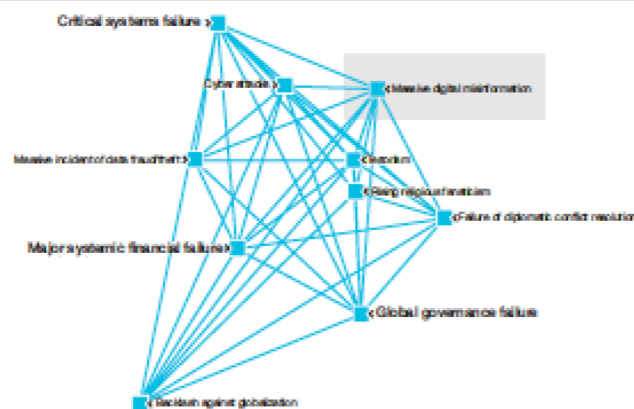 Critical systems failure
Cyber attacks
Massive digital misinformation
Massive incident of data fraud/theft
Terrorism
Rising religious fanaticism
Failure of diplomatic conflict resolution
Major systemic financial failure
Global governance failure
Backlash against globalization